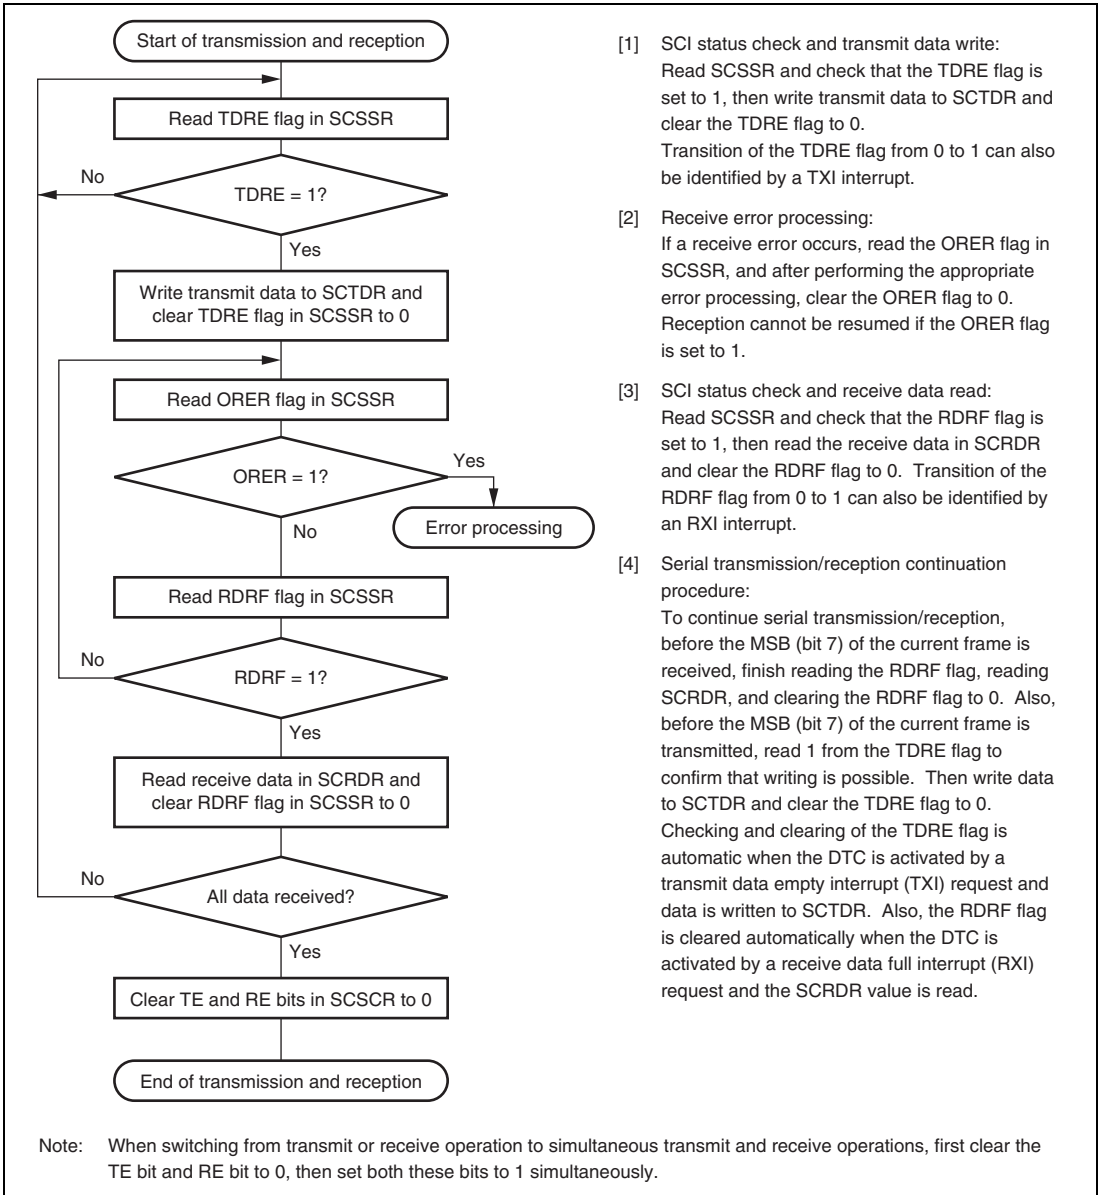 Start of transmission and reception
Read TDRE flag in SCSSR
No
TDRE = 1?
Yes
Write transmit data to SCTDR and
clear TDRE flag in SCSSR to 0
Read ORER flag in SCSSR
ORER = 1?
Yes
Error processing
No
Read RDRF flag in SCSSR
No
RDRF = 1?
Yes
Read receive data in SCRDR and
clear RDRF flag in SCSSR to 0
No
All data received?
Yes
Clear TE and RE bits in SCSCR to 0
End of transmission and reception
[1] SCI status check and transmit data write:
Read SCSSR and check that the TDRE flag is
set to 1, then write transmit data to SCTDR and
clear the TDRE flag to 0.
Transition of the TDRE flag from 0 to 1 can also
be identified by a TXI interrupt.
[2] Receive error processing:
If a receive error occurs, read the ORER flag in
SCSSR, and after performing the appropriate
error processing, clear the ORER flag to 0.
Reception cannot be resumed if the ORER flag
is set to 1.
[3] SCI status check and receive data read:
Read SCSSR and check that the RDRF flag is
set to 1, then read the receive data in SCRDR
and clear the RDRF flag to 0. Transition of the
RDRF flag from 0 to 1 can also be identified by
an RXI interrupt.
[4] Serial transmission/reception continuation
procedure:
To continue serial transmission/reception,
before the MSB (bit 7) of the current frame is
received, finish reading the RDRF flag, reading
SCRDR, and clearing the RDRF flag to 0. Also,
before the MSB (bit 7) of the current frame is
transmitted, read 1 from the TDRE flag to
confirm that writing is possible. Then write data
to SCTDR and clear the TDRE flag to 0.
Checking and clearing of the TDRE flag is
automatic when the DTC is activated by a
transmit data empty interrupt (TXI) request and
data is written to SCTDR. Also, the RDRF flag
is cleared automatically when the DTC is
activated by a receive data full interrupt (RXI)
request and the SCRDR value is read.
Note: When switching from transmit or receive operation to simultaneous transmit and receive operations, first clear the
TE bit and RE bit to 0, then set both these bits to 1 simultaneously.